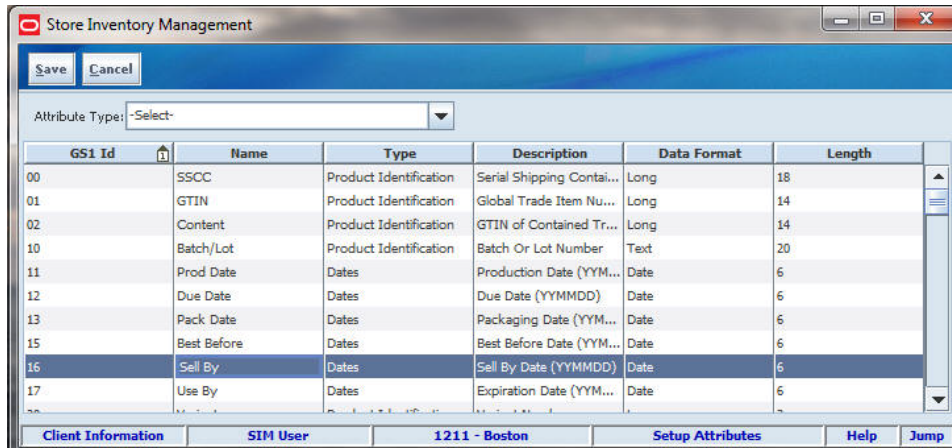 Store Inventory Management
Save Cancel
Attribute Type: -Select-
GS1 Id 1 Name Type Description Data Format Length
00 SSCC Product Identification Serial Shipping Contai... Long 18
01 GTIN Product Identification Global Trade Item Nu... Long 14
02 Content Product Identification GTIN of Contained Tr... Long 14
10 Batch/Lot Product Identification Batch Or Lot Number Text 20
11 Prod Date Dates Production Date (YYM... Date 6
12 Due Date Dates Due Date (YYMMDD) Date 6
13 Pack Date Dates Packaging Date (YYM... Date 6
15 Best Before Dates Best Before Date (YYM... Date 6
16 Sell By Dates Sell By Date (YYMMDD) Date 6
17 Use By Dates Expiration Date (YYM... Date 6
Client Information SIM User 1211 - Boston Setup Attributes Help Jump